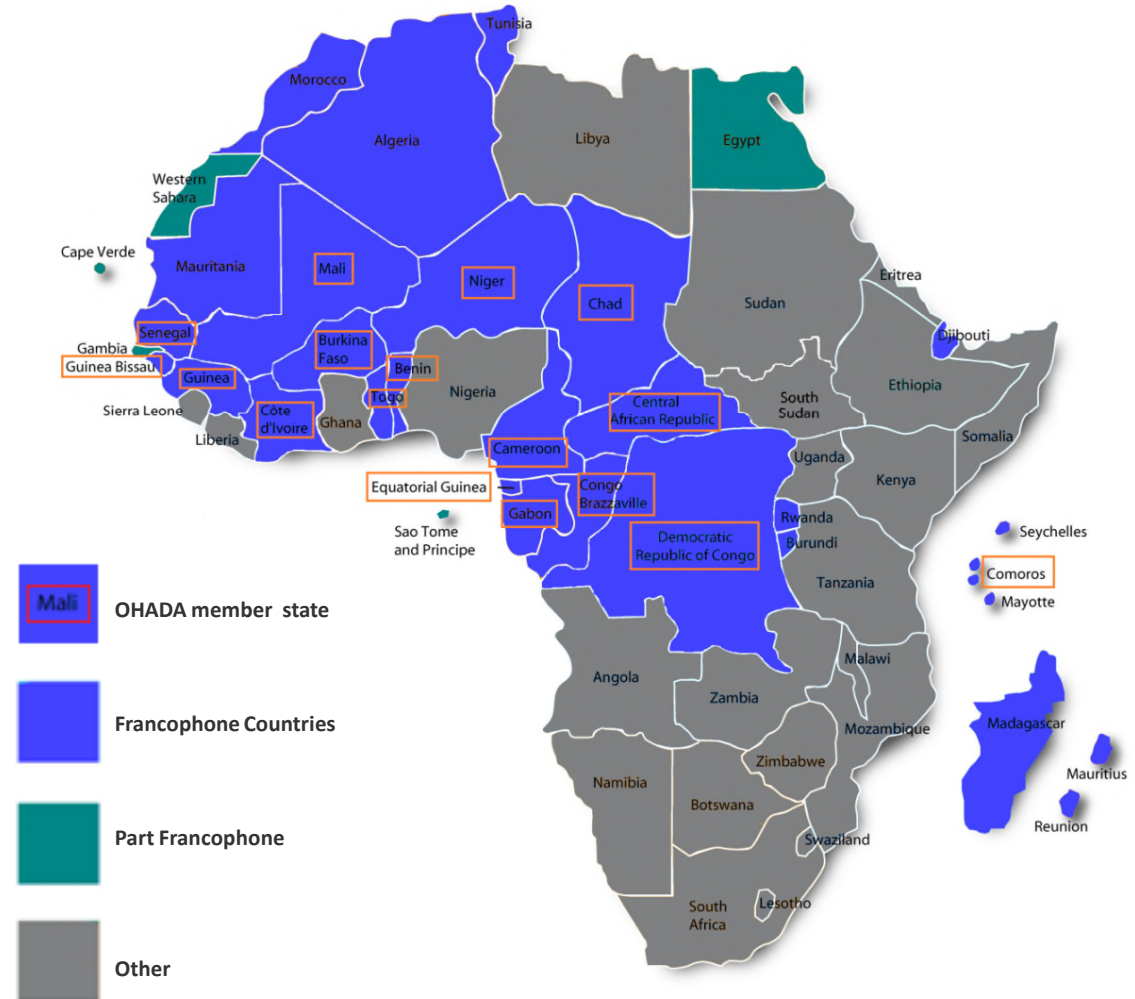 Tunisia
Morocco
Algeria
Libya
Egypt
Western
Sahara
Cape Verde
Mauritania
Mali
Niger
Chad
Sudan
Eritrea
Senegal
Djibouti
Gambia
Guinea Bissau
Burkina
Faso
Benin
Guinea
Togo
Nigeria
Ethiopia
South
Sudan
Sierra Leone
Côte
d'Ivoire
Ghana
Central
African Republic
Liberia
Somalia
Cameroon
Uganda
Kenya
Equatorial Guinea
Congo
Brazzaville
Gabon
Rwanda
Sao Tome
and Principe
Democratic
Republic of Congo
Burundi
Seychelles
Comoros
Tanzania
Mayotte
Mali
OHADA member state
Malawi
Angola
Zambia
Francophone Countries
Mozambique
Madagascar
Zimbabwe
Mauritius
Namibia
Botswana
Reunion
Part Francophone
Swaziland
South
Africa
Lesotho
Other